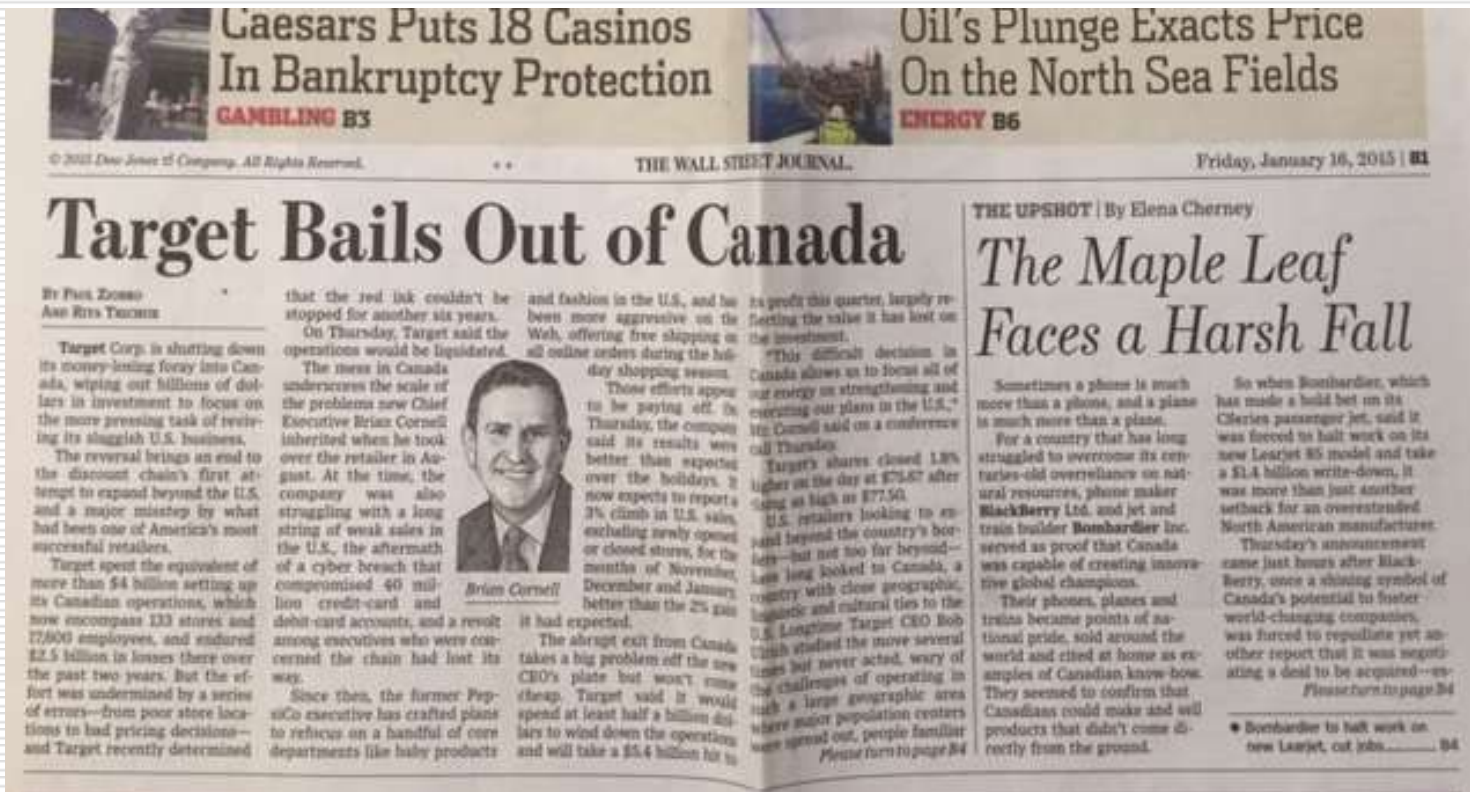 Caesars Puts 18 Casinos
In Bankruptcy Protection
GAMBLING B3
Oil's Plunge Exacts Price
On the North Sea Fields
ENERGY B6
© 2015 Dow Jones & Company. All Rights Reserved.
THE WALL STREET JOURNAL.
Friday, January 16, 2015 | B1
Target Bails Out of Canada
BY PAUL ZIOBRO
AND RITA TRICHUR
Target Corp. is shutting down
its money-losing foray into Can-
ada, wiping out billions of dol-
lars in investment to focus on
the more pressing task of reviv-
ing its sluggish U.S. business.
The reversal brings an end to
the discount chain's first at-
tempt to expand beyond the U.S.
and a major misstep by what
had been one of America's most
successful retailers.
Target spent the equivalent of
more than $4 billion setting up
its Canadian operations, which
now encompass 133 stores and
17,600 employees, and endured
$2.5 billion in losses there over
the past two years. But the ef-
fort was undermined by a series
of errors—from poor store loca-
tions to bad pricing decisions—
and Target recently determined
that the red ink couldn't be
stopped for another six years.
On Thursday, Target said the
operations would be liquidated.
The mess in Canada
underscores the scale of
the problems new Chief
Executive Brian Cornell
inherited when he took
over the retailer in Au-
gust. At the time, the
company was also
struggling with a long
string of weak sales in
the U.S., the aftermath
of a cyber breach that
compromised 40 mil-
lion credit-card and
debit-card accounts, and a revolt
among executives who were con-
cerned the chain had lost its
way.
Since then, the former Pep-
siCo executive has crafted plans
to refocus on a handful of core
departments like baby products
and fashion in the U.S., and has
been more aggressive on the
Web, offering free shipping on
all online orders during the holi-
day shopping season.
Those efforts appear
to be paying off. On
Thursday, the company
said its results were
better than expected
over the holidays. It
now expects to report a
3% climb in U.S. sales,
excluding newly opened
or closed stores, for the
months of November,
December and January,
better than the 2% gain
it had expected.
The abrupt exit from Canada
takes a big problem off the new
CEO's plate but won't come
cheap. Target said it would
spend at least half a billion dol-
lars to wind down the operations
and will take a $5.4 billion hit to
Brian Cornell
its profit this quarter, largely re-
flecting the value it has lost on
the investment.
"This difficult decision in
Canada allows us to focus all of
our energy on strengthening and
executing our plans in the U.S.,"
Mr. Cornell said on a conference
call Thursday.
Target's shares closed 1.8%
higher on the day at $75.67 after
rising as high as $77.50.
U.S. retailers looking to ex-
pand beyond the country's bor-
ders—but not too far beyond—
have long looked to Canada, a
country with close geographic,
linguistic and cultural ties to the
U.S. Longtime Target CEO Bob
Ulrich studied the move several
times but never acted, wary of
the challenges of operating in
such a large geographic area
where major population centers
were spread out, people familiar
Please turn to page B4
THE UPSHOT | By Elena Cherney
The Maple Leaf
Faces a Harsh Fall
Sometimes a phone is much
more than a phone, and a plane
is much more than a plane.
For a country that has long
struggled to overcome its cen-
turies-old overreliance on nat-
ural resources, phone maker
BlackBerry Ltd. and jet and
train builder Bombardier Inc.
served as proof that Canada
was capable of creating innova-
tive global champions.
Their phones, planes and
trains became points of na-
tional pride, sold around the
world and cited at home as ex-
amples of Canadian know-how.
They seemed to confirm that
Canadians could make and sell
products that didn't come di-
rectly from the ground.
So when Bombardier, which
has made a bold bet on its
CSeries passenger jet, said it
was forced to halt work on its
new Learjet 85 model and take
a $1.4 billion write-down, it
was more than just another
setback for an overextended
North American manufacturer.
Thursday's announcement
came just hours after Black-
Berry, once a shining symbol of
Canada's potential to foster
world-changing companies,
was forced to repudiate yet an-
other report that it was negoti-
ating a deal to be acquired—es-
Please turn to page B4
● Bombardier to halt work on
new Learjet, cut jobs........... B4